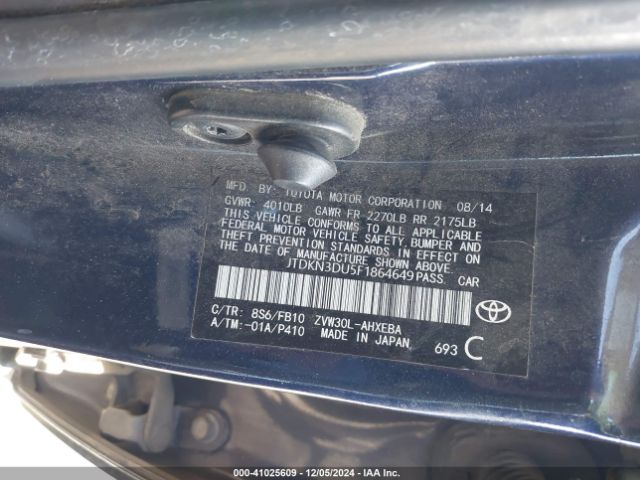 MFD. BY: TOYOTA MOTOR CORPORATION 08/14
GVWR- 4010LB GAWR FR-2270LB RR 2175LB
THIS VEHICLE CONFORMS TO ALL APPLICABLE
FEDERAL MOTOR VEHICLE SAFETY, BUMPER AND
THEFT PREVENTION STANDARDS IN EFFECT ON
THE DATE OF MANUFACTURE SHOWN ABOVE.
JTDKN3DU5F1864649 PASS. CAR
C/TR: 8S6/FB10 ZVW30L-AHXEBA
A/TM: -01A/P410 MADE IN JAPAN 693 C
000-41025609 - 12/05/2024 - IAA Inc.